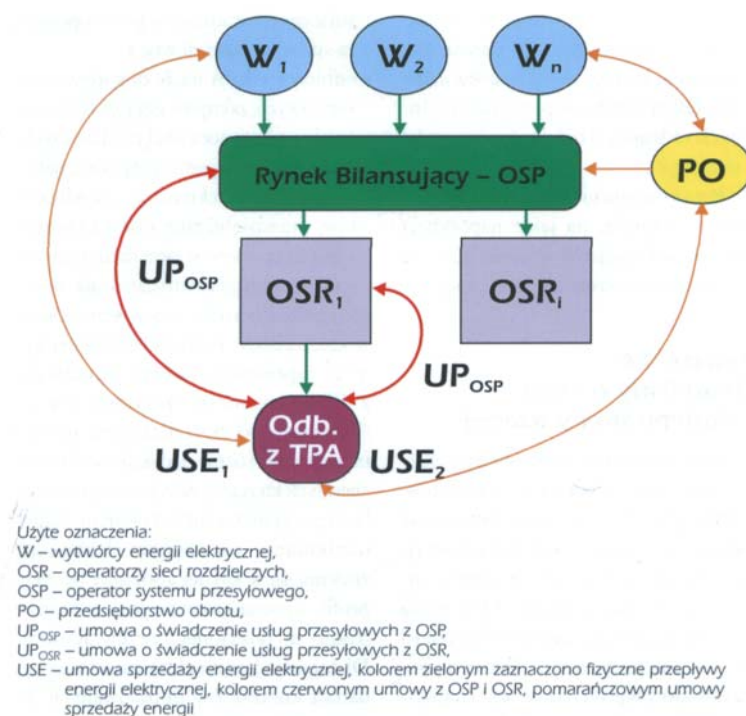 W1
W2
Wn
Rynek Bilansujący – OSP
PO
UPOSP
OSR1
OSRi
UPOSP
Odb.
z TPA
USE1
USE2
Użyte oznaczenia:
W – wytwórcy energii elektrycznej,
OSR – operatorzy sieci rozdzielczych,
OSP – operator systemu przesyłowego,
PO – przedsiębiorstwo obrotu,
UPOSP – umowa o świadczenie usług przesyłowych z OSP,
UPOSR – umowa o świadczenie usług przesyłowych z OSR,
USE – umowa sprzedaży energii elektrycznej, kolorem zielonym zaznaczono fizyczne przepływy
energii elektrycznej, kolorem czerwonym umowy z OSP i OSR, pomarańczowym umowy
sprzedaży energii